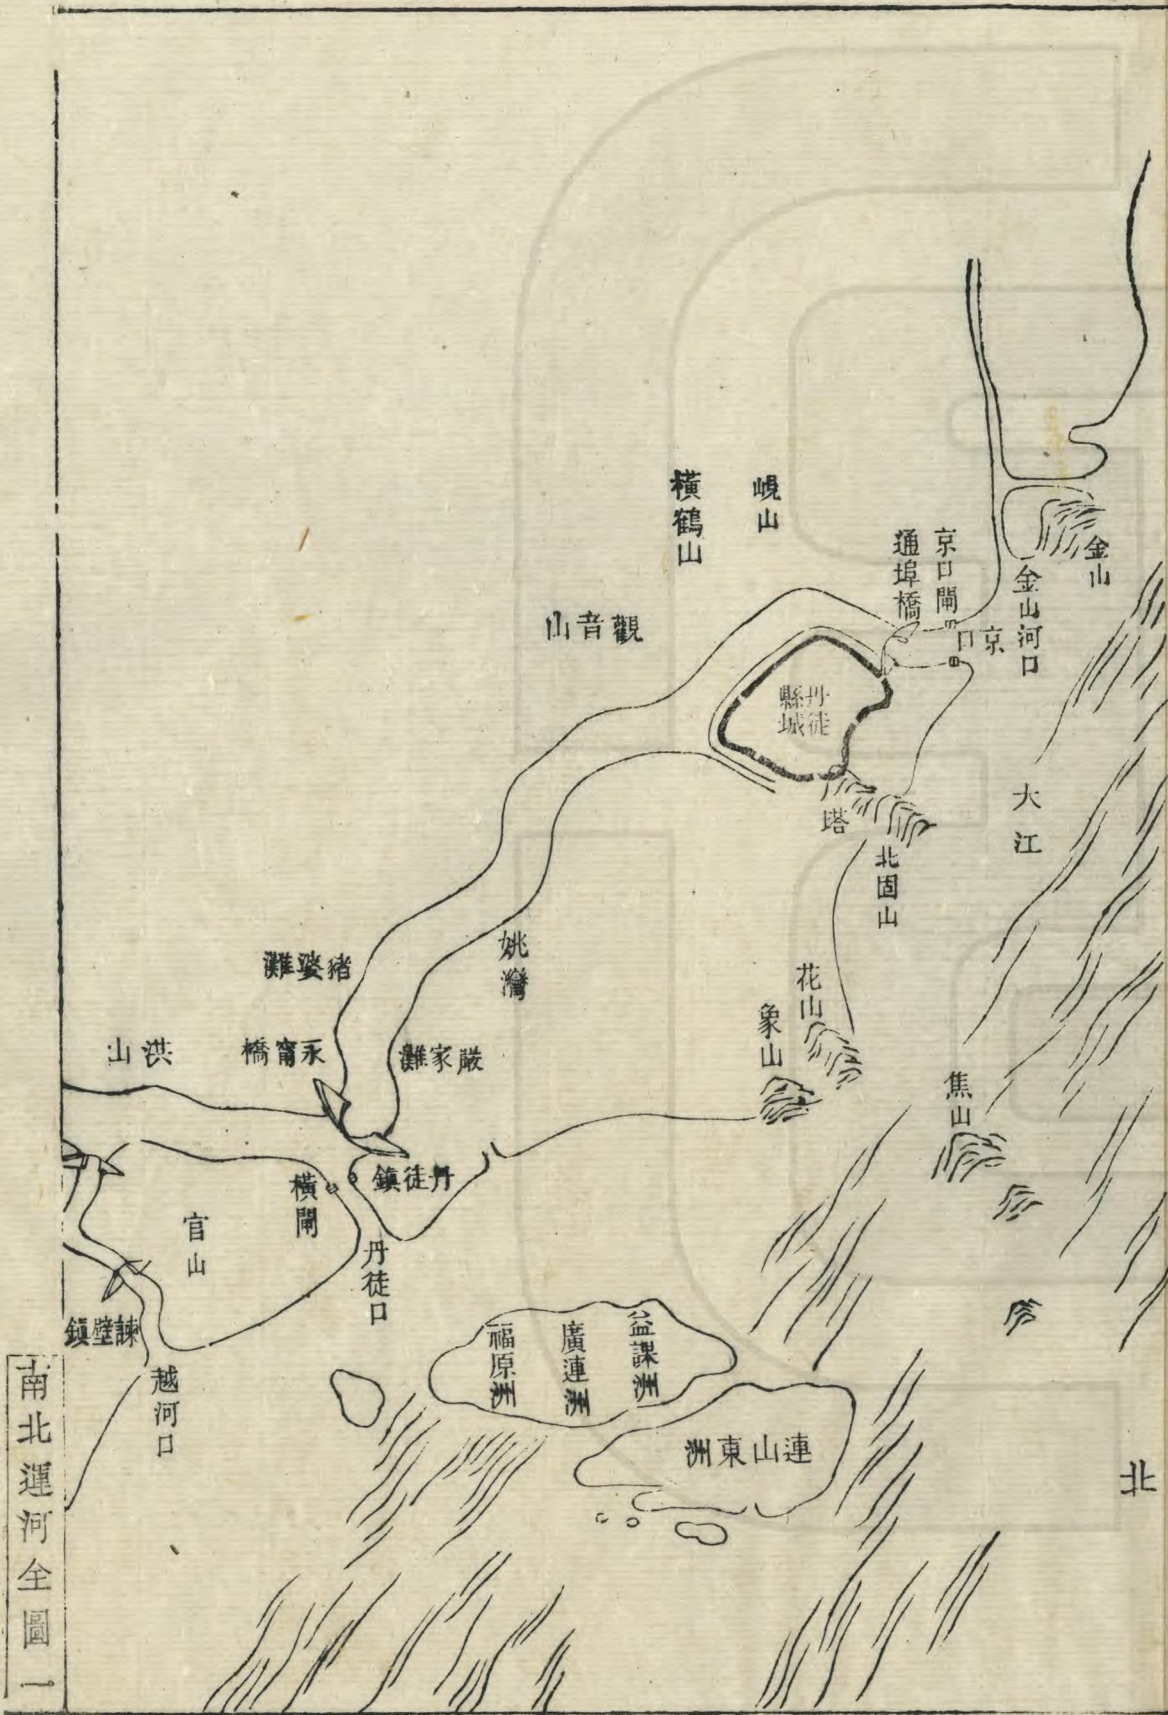 金山
金山河口
京口
京口閘
通埠橋
峴山
橫鶴山
觀音山
丹徒
縣城
塔
北固山
大江
花山
象山
焦山
姚灣
豬婆灘
嚴家灘
永甯橋
洪山
丹徒鎮
橫閘
丹徒口
官山
諫壁鎮
越河口
益課洲
廣連洲
福原洲
連山東洲
北
南北運河全圖一